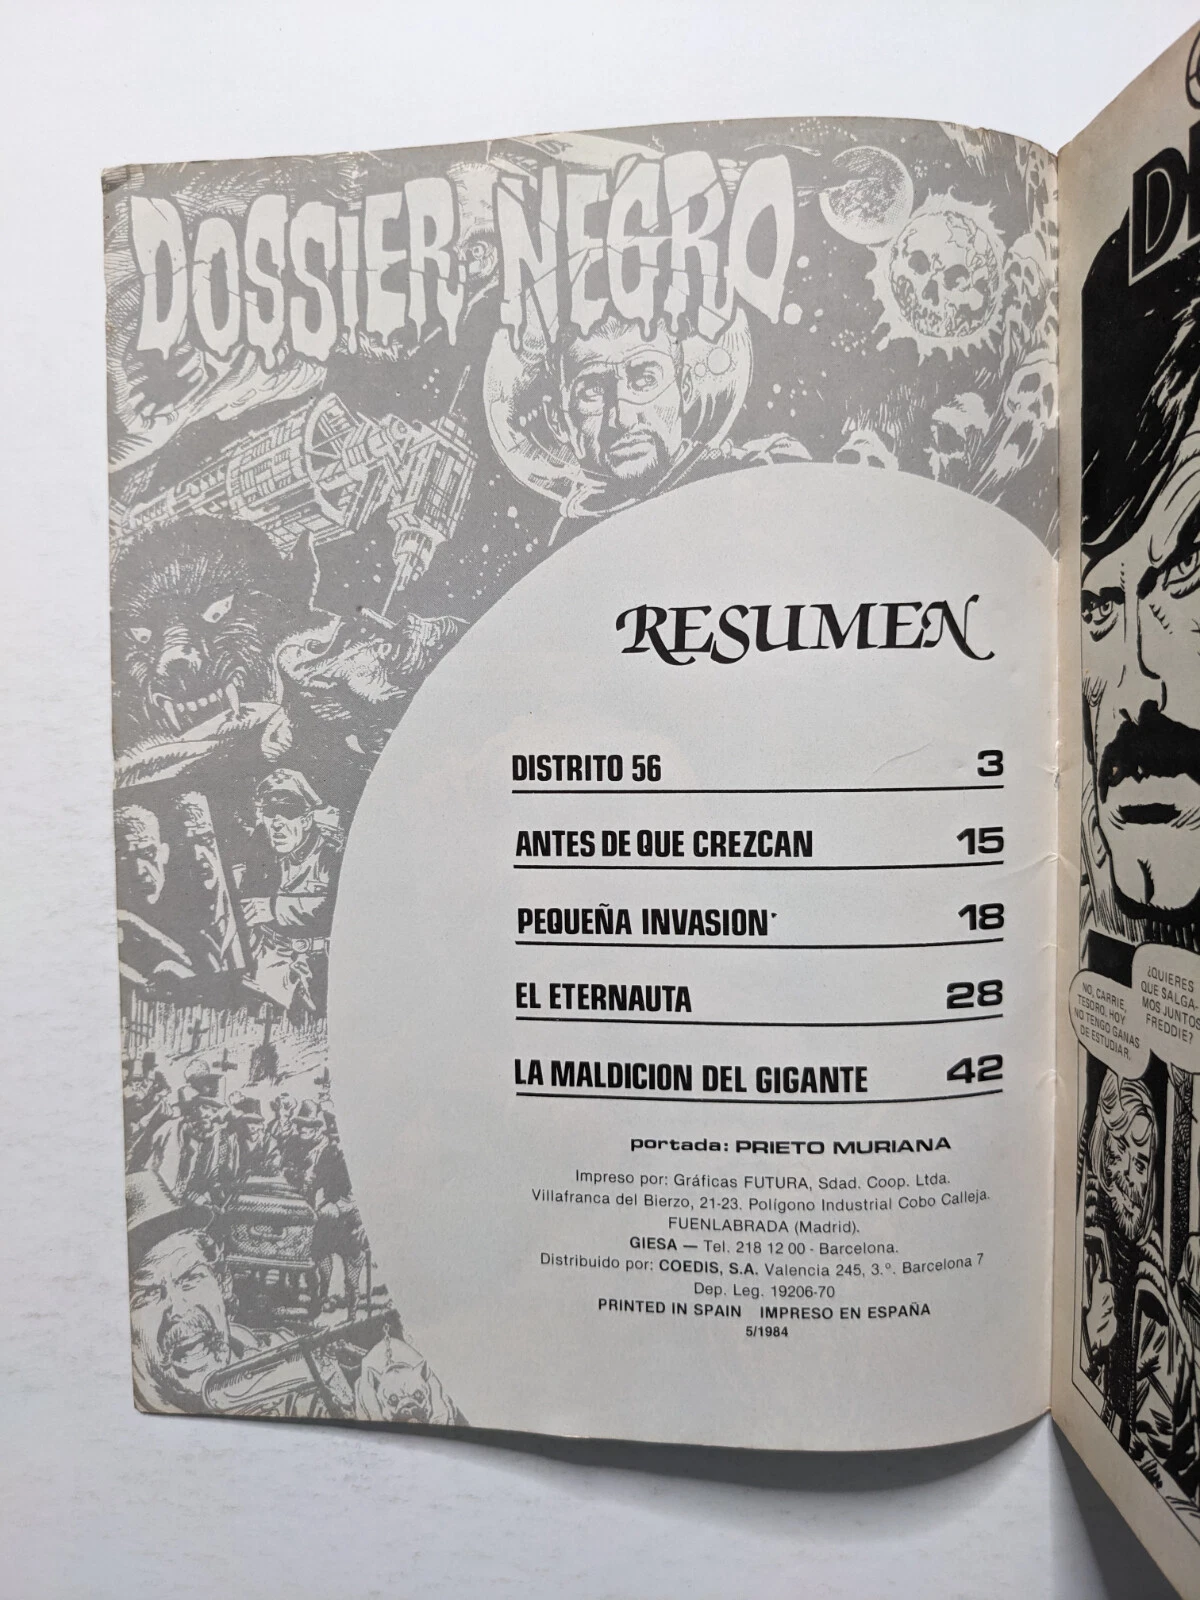 DOSSIER NEGRO
RESUMEN
DISTRITO 56 3
ANTES DE QUE CREZCAN 15
PEQUEÑA INVASION 18
EL ETERNAUTA 28
LA MALDICION DEL GIGANTE 42
portada: PRIETO MURIANA
Impreso por: Gráficas FUTURA, Sdad. Coop. Ltda.
Villafranca del Bierzo, 21-23. Polígono Industrial Cobo Calleja.
FUENLABRADA (Madrid).
GIESA — Tel. 218 12 00 - Barcelona.
Distribuido por: COEDIS, S.A. Valencia 245, 3.º. Barcelona 7
Dep. Leg. 19206-70
PRINTED IN SPAIN IMPRESO EN ESPAÑA
5/1984
NO, CARRIE,
TESORO. HOY
NO TENGO GANAS
DE ESTUDIAR.
¿QUIERES
QUE SALGA-
MOS JUNTOS
FREDDIE?